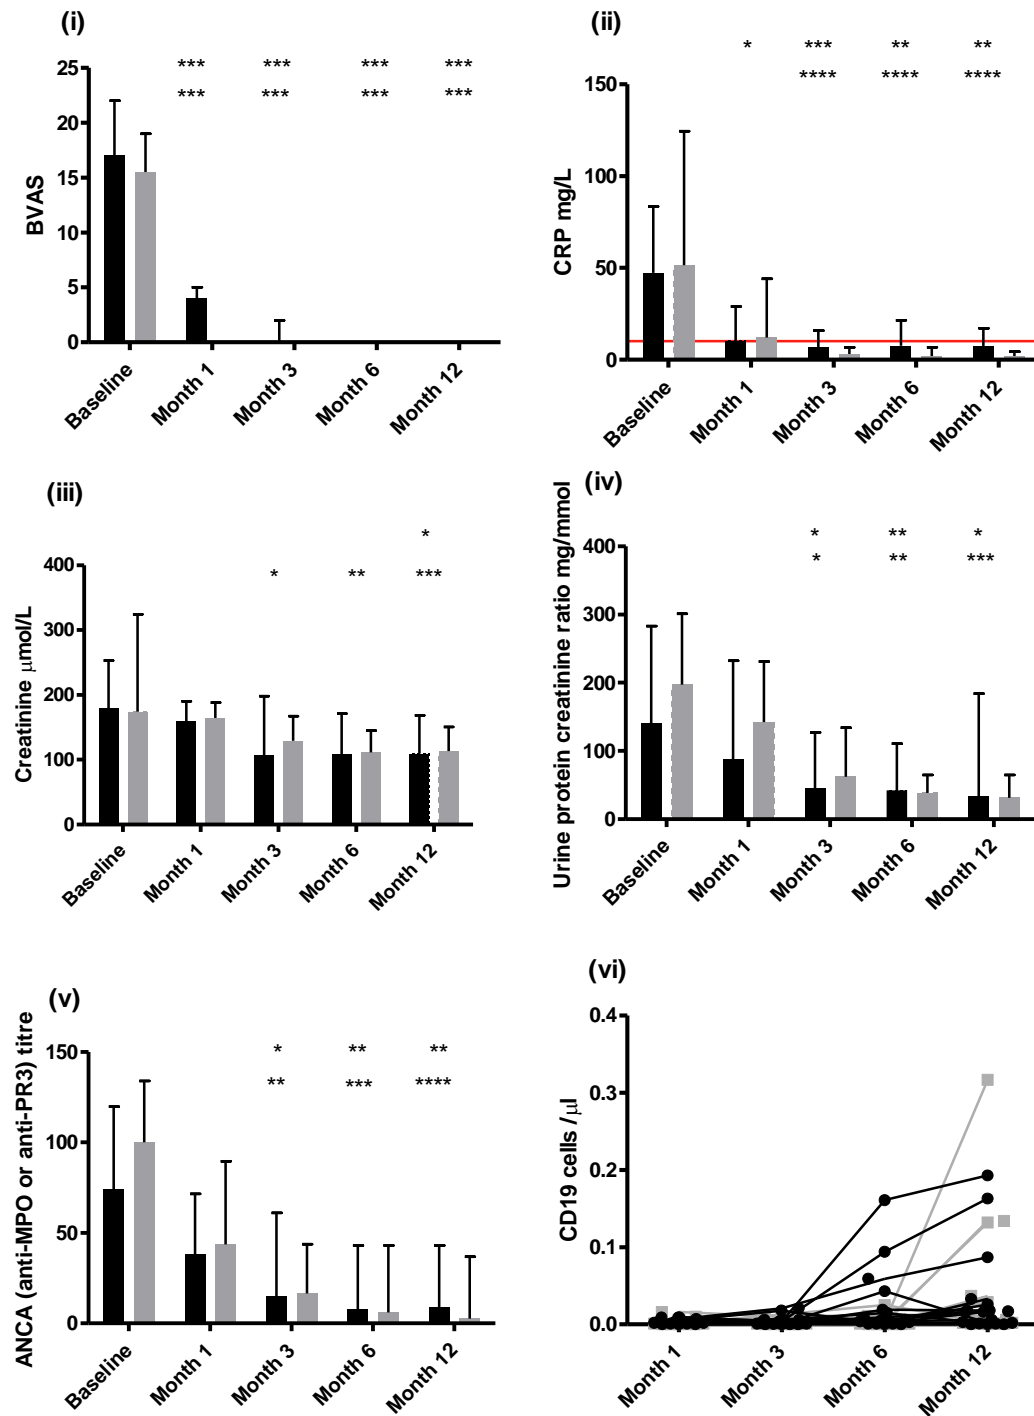 (i)
*** *** *** ***
*** *** *** ***
25
20
15
10
5
0
BVAS
Baseline
Month 1
Month 3
Month 6
Month 12
(ii)
* *** ** **
**** **** ****
150
100
50
0
CRP mg/L
Baseline
Month 1
Month 3
Month 6
Month 12
(iii)
*
* ** ***
400
300
200
100
0
Creatinine μmol/L
Baseline
Month 1
Month 3
Month 6
Month 12
(iv)
* ** *
* ** ***
400
300
200
100
0
Urine protein creatinine ratio mg/mmol
Baseline
Month 1
Month 3
Month 6
Month 12
(v)
* ** **
** *** ****
150
100
50
0
ANCA (anti-MPO or anti-PR3) titre
Baseline
Month 1
Month 3
Month 6
Month 12
(vi)
0.4
0.3
0.2
0.1
0.0
CD19 cells /μl
Month 1
Month 3
Month 6
Month 12